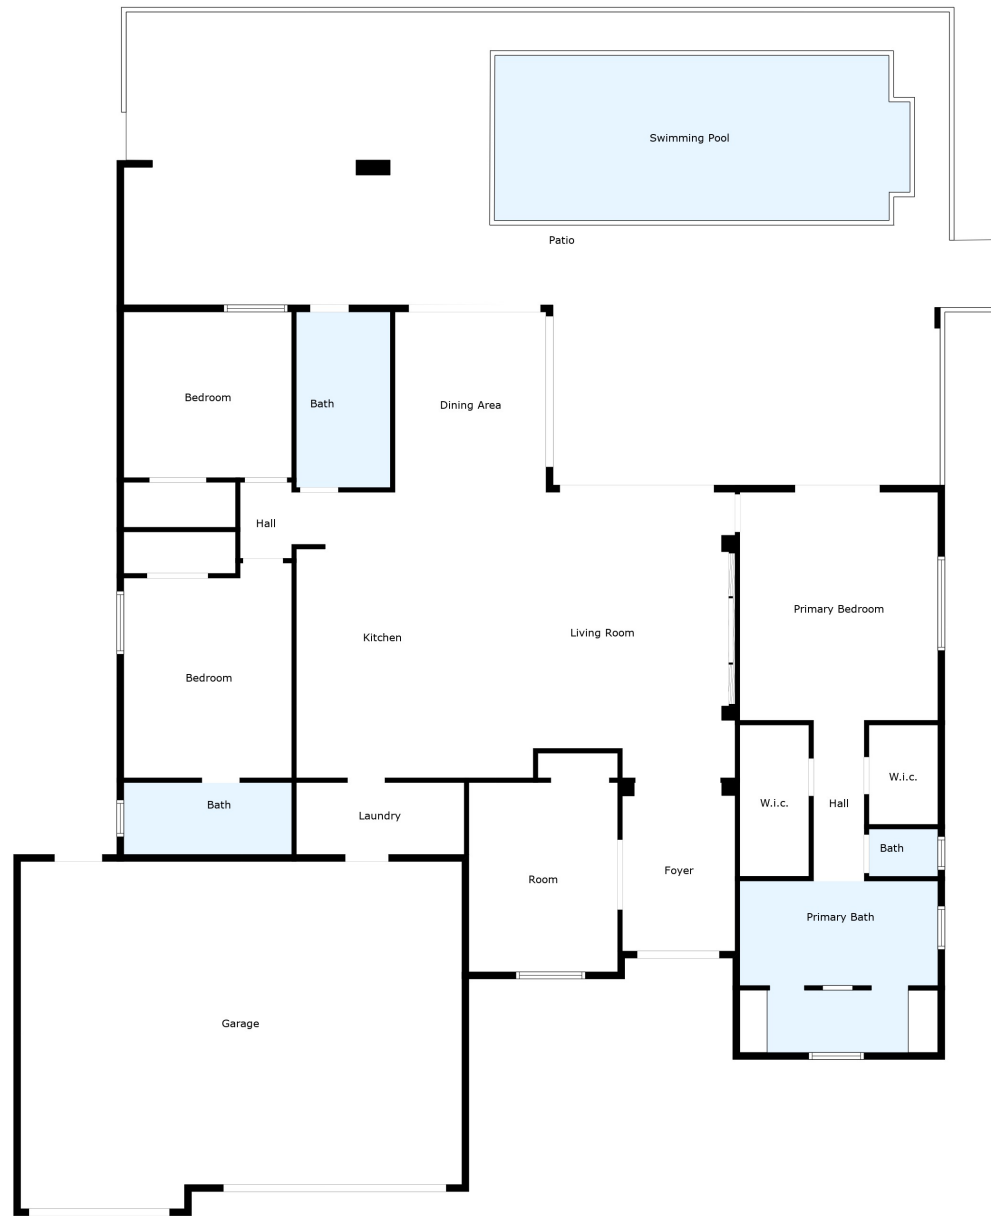 Swimming Pool
Patio
Bedroom
Bath
Dining Area
Hall
Primary Bedroom
Kitchen
Living Room
Bedroom
W.i.c.
W.i.c.
Hall
Bath
Laundry
Bath
Room
Foyer
Primary Bath
Garage